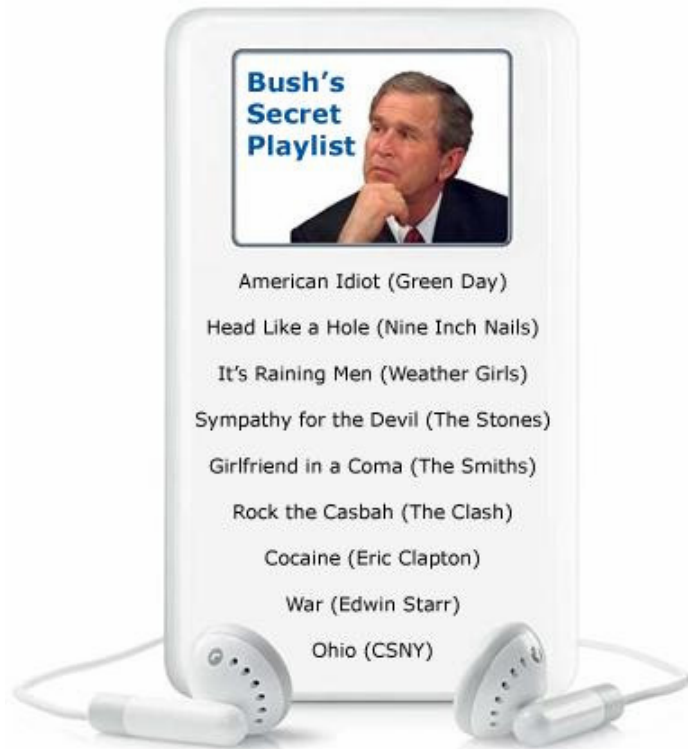 Bush's
Secret
Playlist
American Idiot (Green Day)
Head Like a Hole (Nine Inch Nails)
It's Raining Men (Weather Girls)
Sympathy for the Devil (The Stones)
Girlfriend in a Coma (The Smiths)
Rock the Casbah (The Clash)
Cocaine (Eric Clapton)
War (Edwin Starr)
Ohio (CSNY)